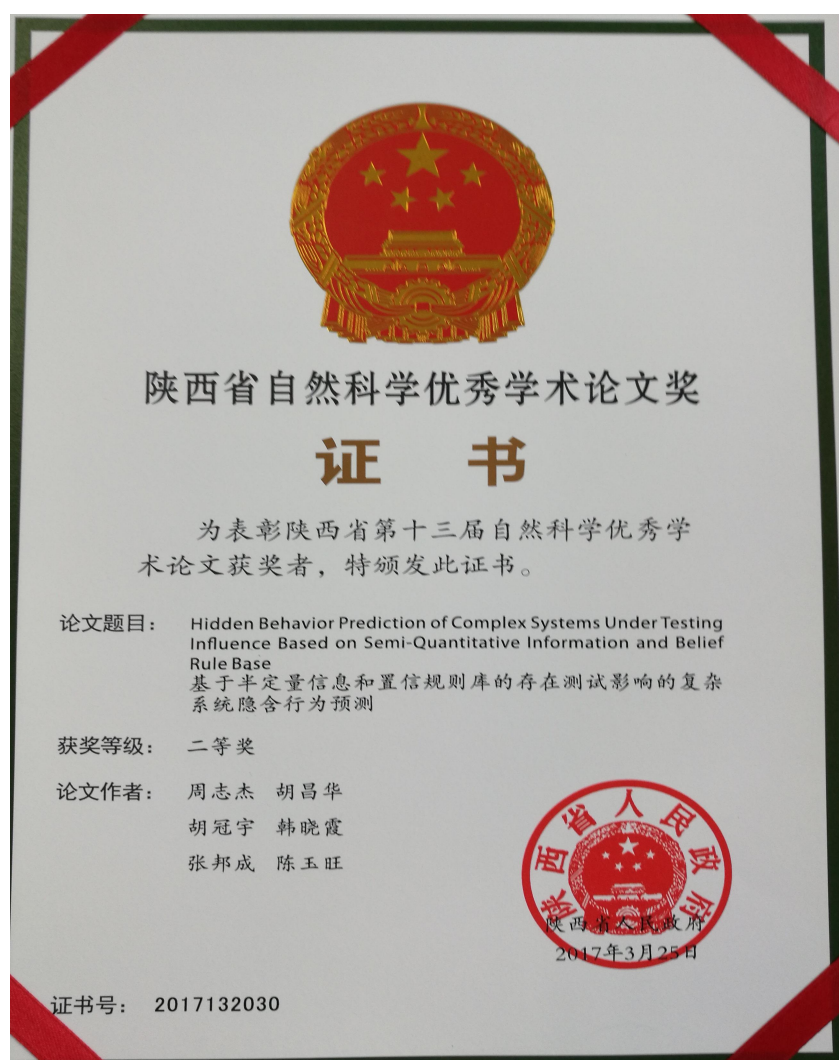 陕西省自然科学优秀学术论文奖
证 书
为表彰陕西省第十三届自然科学优秀学
术论文获奖者，特颁发此证书。
论文题目： Hidden Behavior Prediction of Complex Systems Under Testing
Influence Based on Semi-Quantitative Information and Belief
Rule Base
基于半定量信息和置信规则库的存在测试影响的复杂
系统隐含行为预测
获奖等级： 二等奖
论文作者： 周志杰 胡昌华
胡冠宇 韩晓霞
张邦成 陈玉旺
陕西省人民政府
陕西省人民政府
2017年3月25日
证书号： 2017132030